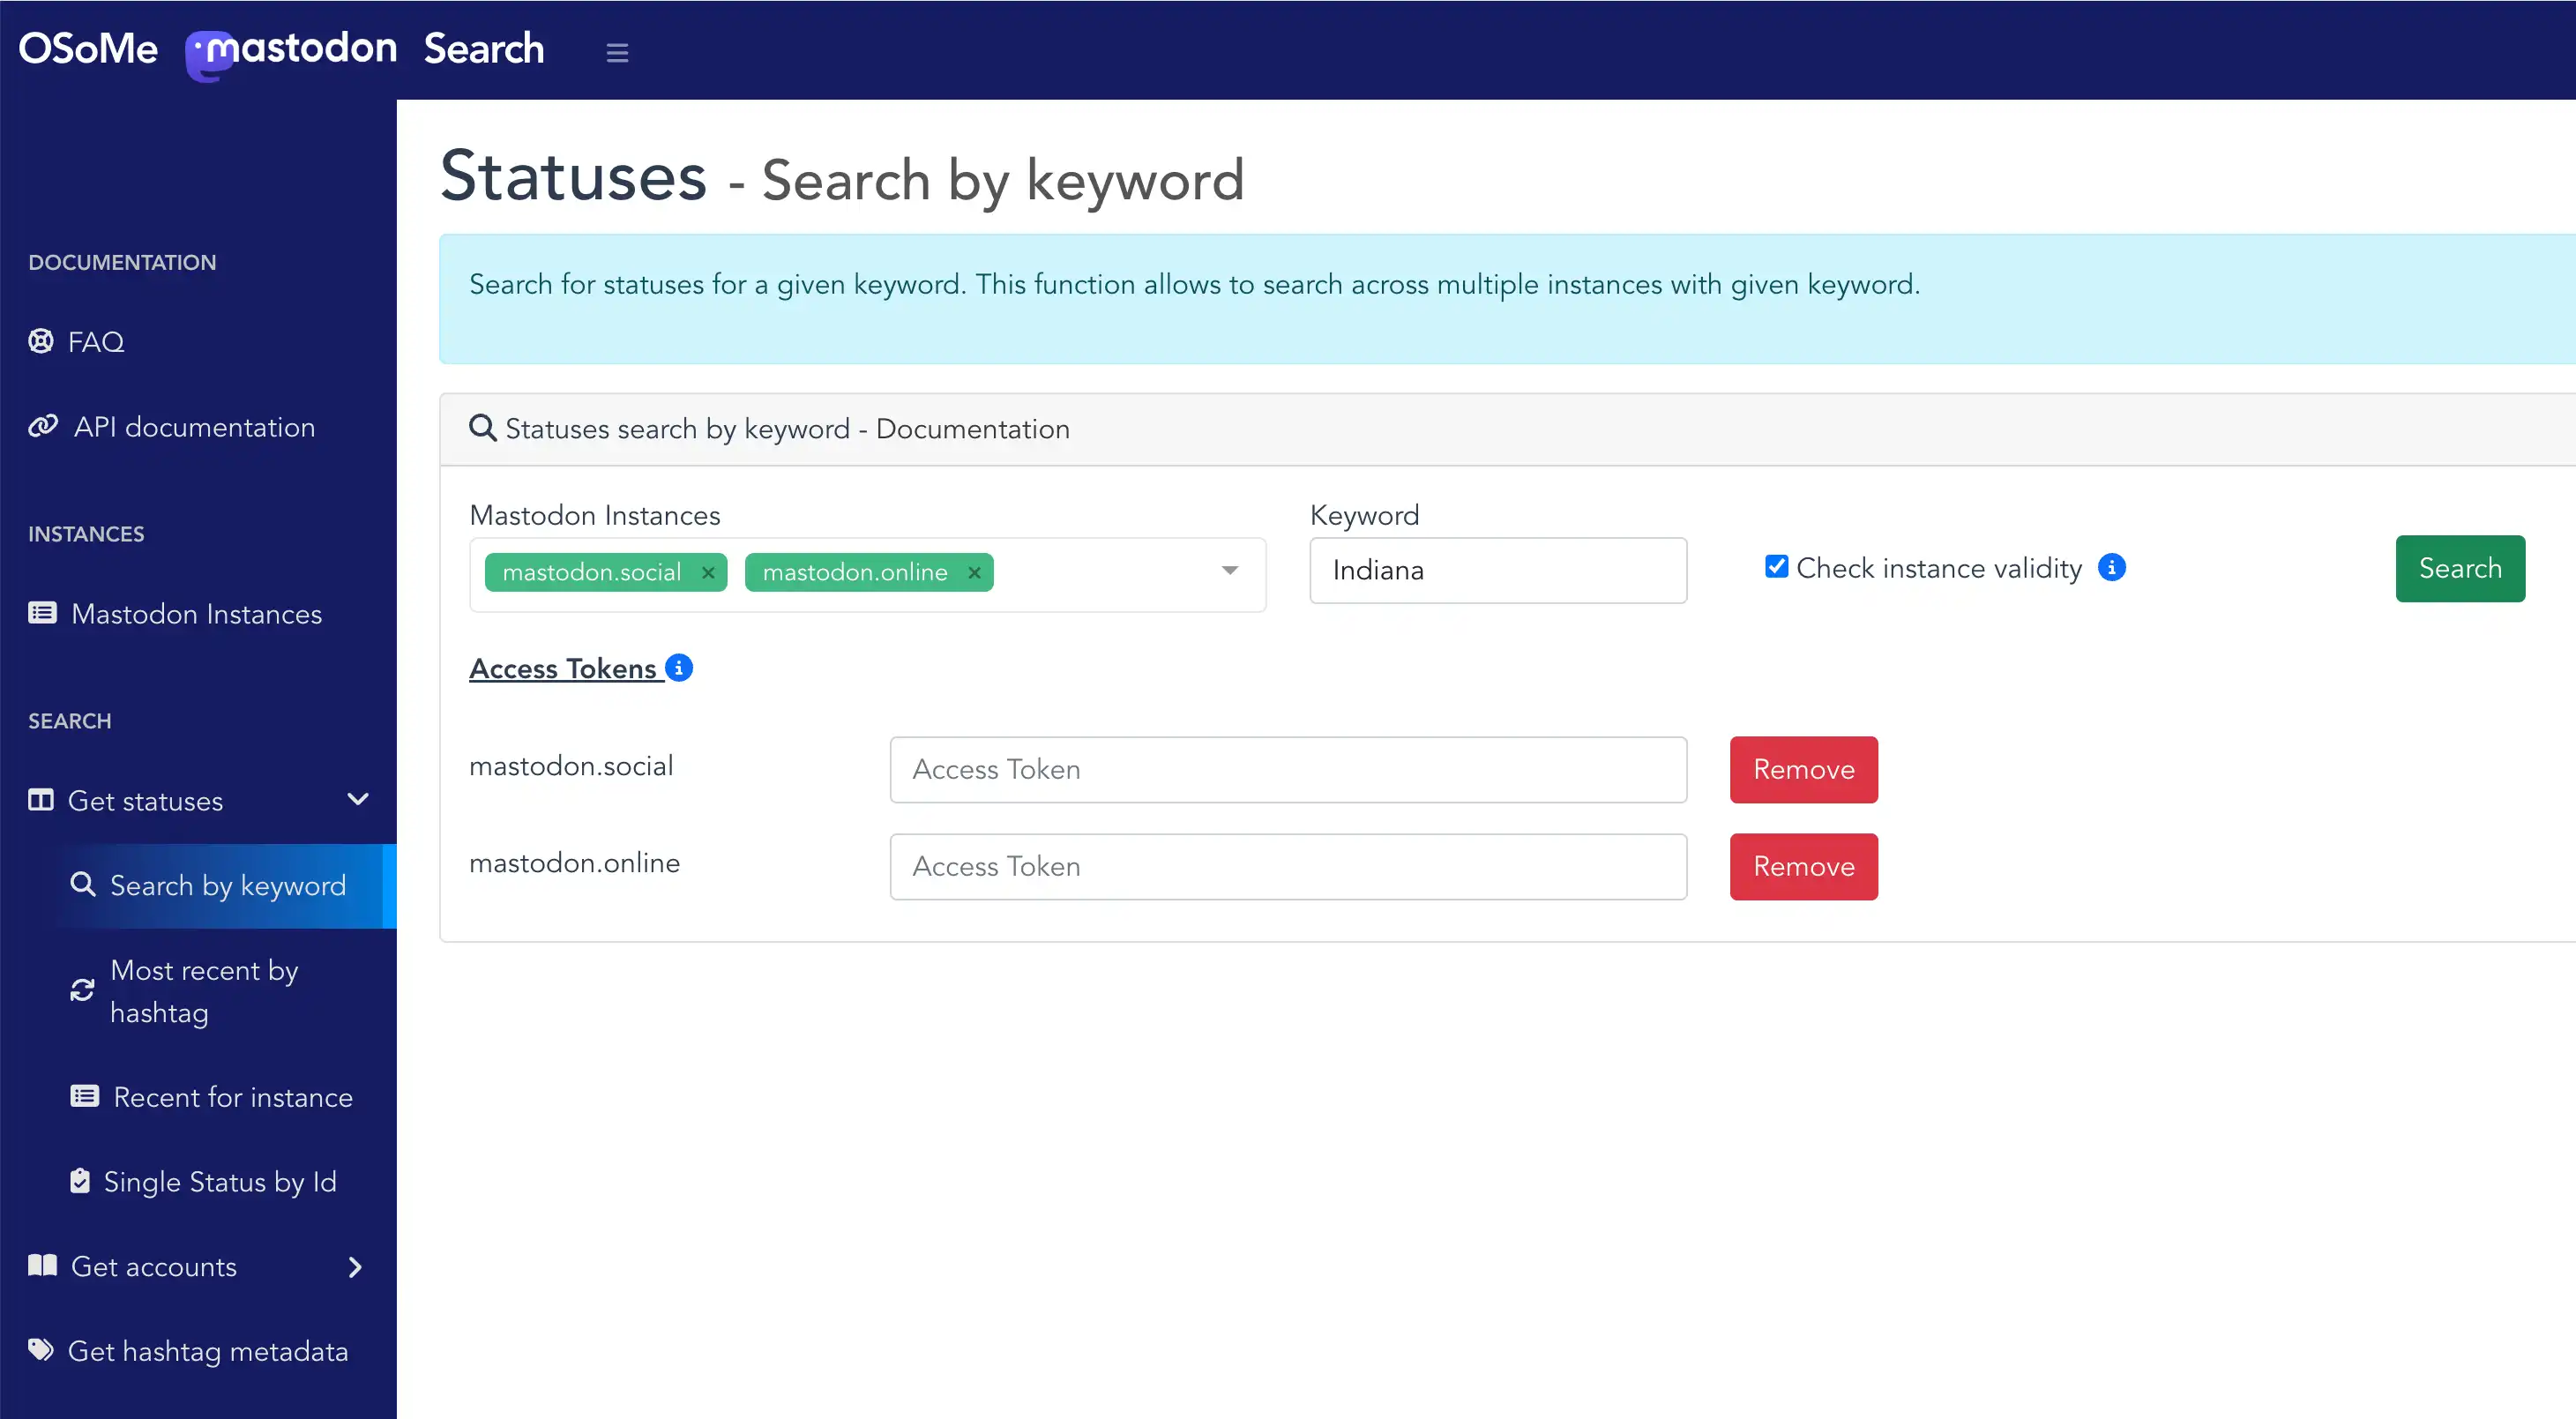 OSoMe mastodon Search
DOCUMENTATION
FAQ
API documentation
INSTANCES
Mastodon Instances
SEARCH
Get statuses
Search by keyword
Most recent by
hashtag
Recent for instance
Single Status by Id
Get accounts
Get hashtag metadata
Statuses - Search by keyword
Search for statuses for a given keyword. This function allows to search across multiple instances with given keyword.
Statuses search by keyword - Documentation
Mastodon Instances
mastodon.social × mastodon.online ×
Keyword
Indiana
Check instance validity
Search
Access Tokens
mastodon.social Access Token Remove
mastodon.online Access Token Remove